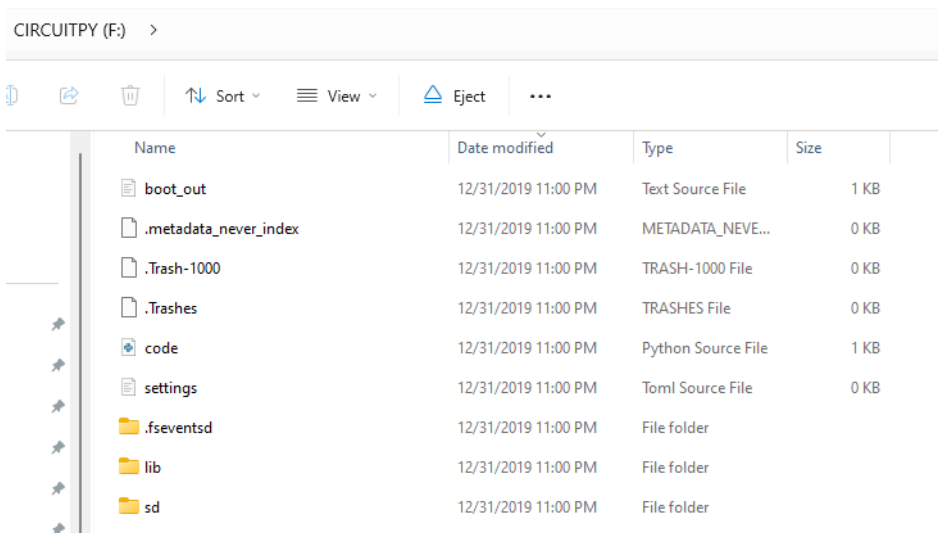 CIRCUITPY (F:)
Sort View Eject
Name Date modified Type Size
boot_out 12/31/2019 11:00 PM Text Source File 1 KB
.metadata_never_index 12/31/2019 11:00 PM METADATA_NEVE... 0 KB
.Trash-1000 12/31/2019 11:00 PM TRASH-1000 File 0 KB
.Trashes 12/31/2019 11:00 PM TRASHES File 0 KB
code 12/31/2019 11:00 PM Python Source File 1 KB
settings 12/31/2019 11:00 PM Toml Source File 0 KB
.fseventsd 12/31/2019 11:00 PM File folder
lib 12/31/2019 11:00 PM File folder
sd 12/31/2019 11:00 PM File folder